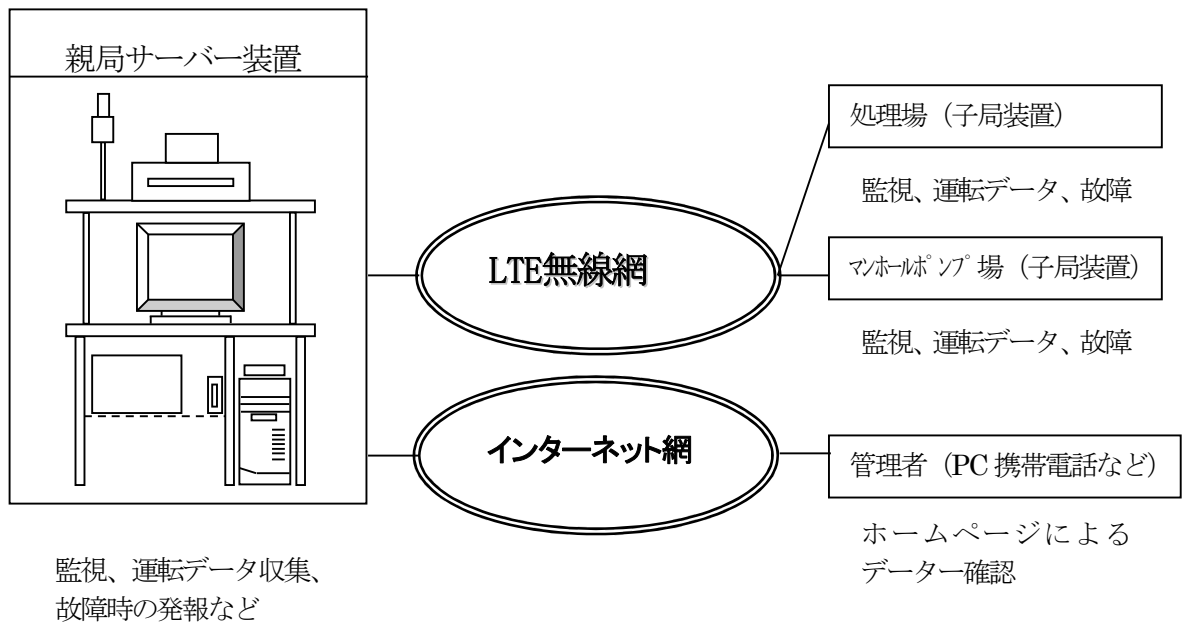 親局サーバー装置
処理場（子局装置）
監視、運転データ、故障
LTE無線網
ﾏﾝﾎｰﾙﾎﾟﾝﾌﾟ場（子局装置）
監視、運転データ、故障
インターネット網
管理者（PC 携帯電話など）
ホームページによる
データー確認
監視、運転データ収集、
故障時の発報など